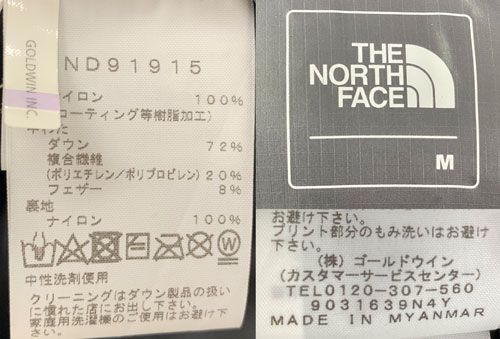 GOLDWIN INC.
ND91915
ナイロン 100%
コーティング等樹脂加工)
中わた
ダウン 72%
複合繊維
(ポリエチレン/ポリプロピレン) 20%
フェザー 8%
裏地
ナイロン 100%
中性洗剤使用
クリーニングはダウン製品の扱い
に慣れた店にお出し下さい。
家庭用洗濯機のご使用はお避け下さい。
THE
NORTH
FACE
M
お避け下さい。
プリント部分のもみ洗いはお避け
下さい。
(株) ゴールドウイン
(カスタマーサービスセンター)
TEL0120-307-560
9031639N4Y
MADE IN MYANMAR